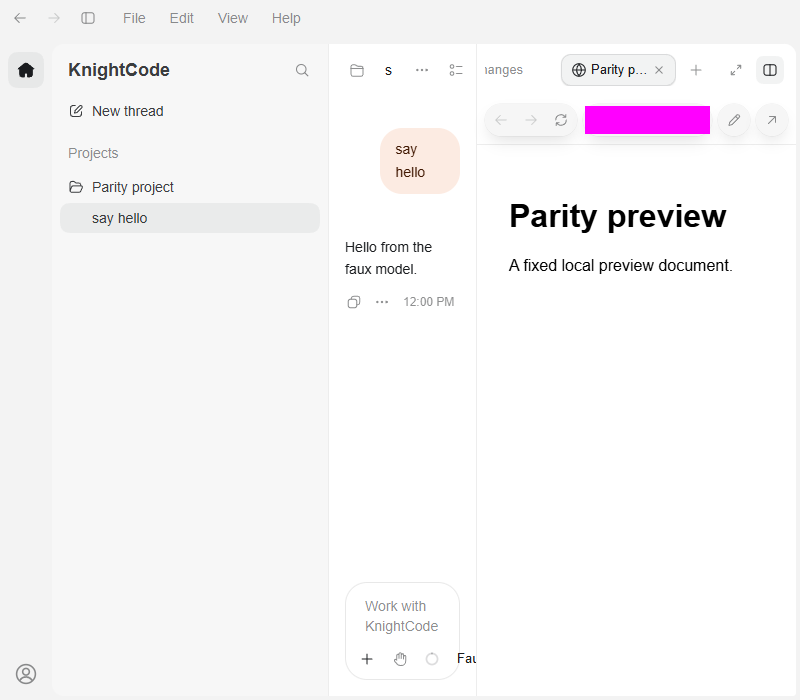 File Edit View Help
KnightCode
New thread
Projects
Parity project
say hello
s
say
hello
Hello from the
faux model.
12:00 PM
Work with
KnightCode
Fau
anges
Parity p...
Parity preview
A fixed local preview document.